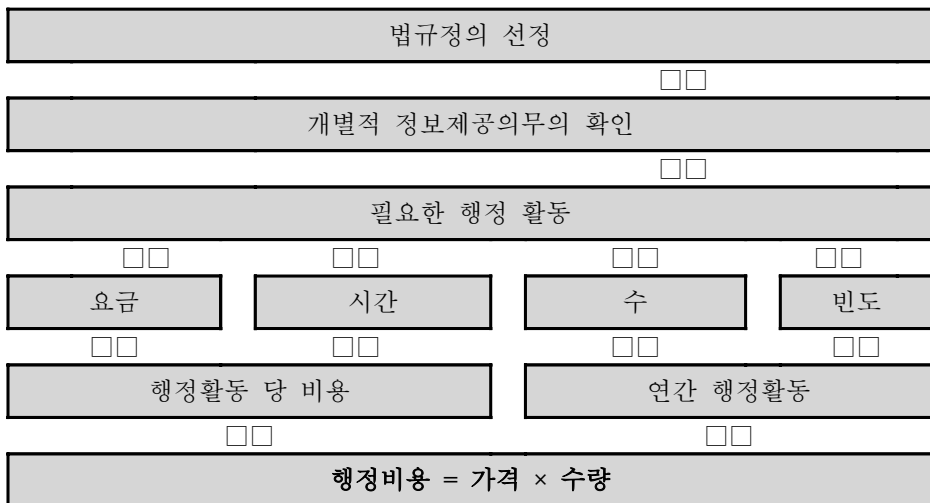 법규정의 선정
□□
개별적 정보제공의무의 확인
□□
필요한 행정 활동
□□ □□ □□ □□
요금 시간 수 빈도
□□ □□ □□ □□
행정활동 당 비용 연간 행정활동
□□ □□
행정비용 = 가격 × 수량